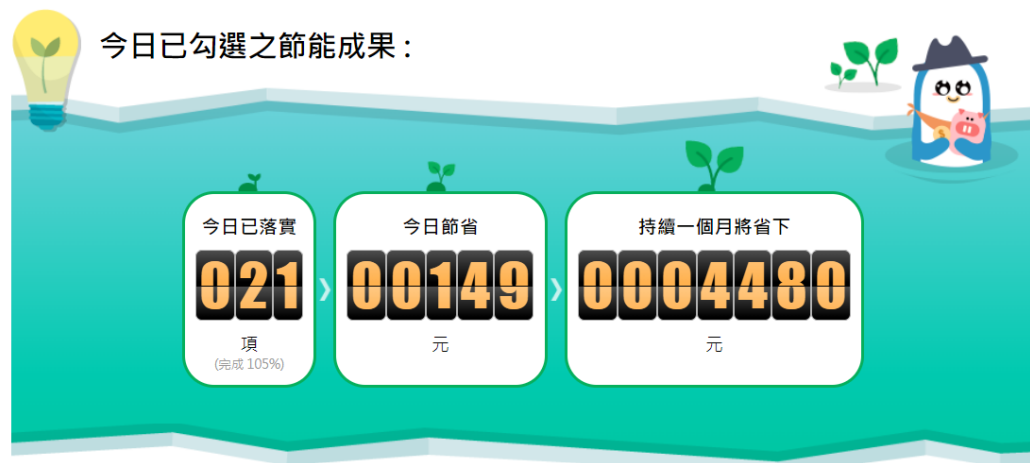 今日已勾選之節能成果 :
今日已落實
021
項
(完成 105%)
今日節省
00149
元
持續一個月將省下
0004480
元